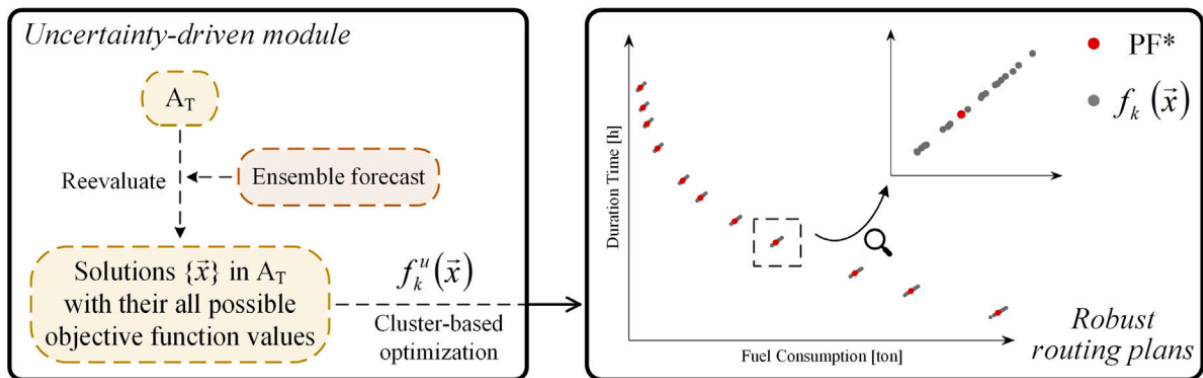 Uncertainty-driven module
A_T
Reevaluate
Ensemble forecast
Solutions {x⃗} in A_T
with their all possible
objective function values
f_k^u(x⃗)
Cluster-based
optimization
Duration Time [h]
Fuel Consumption [ton]
PF*
f_k(x⃗)
Robust
routing plans